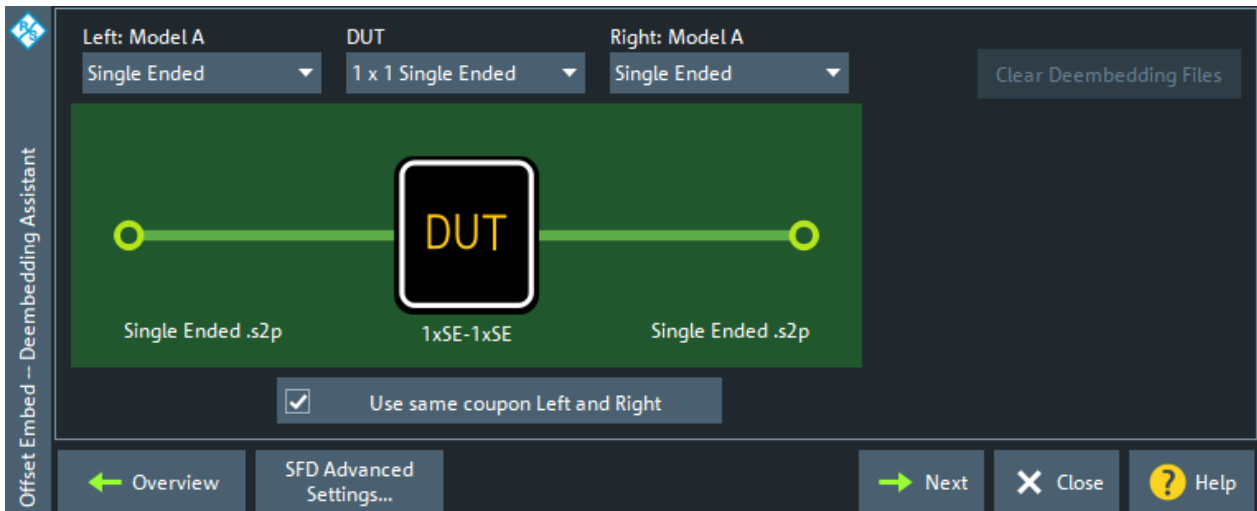 R&S
Offset Embed -- Deembedding Assistant
Left: Model A
DUT
Right: Model A
Single Ended
1 x 1 Single Ended
Single Ended
Clear Deembedding Files
DUT
Single Ended .s2p
1xSE-1xSE
Single Ended .s2p
Use same coupon Left and Right
Overview
SFD Advanced
Settings...
Next
Close
? Help